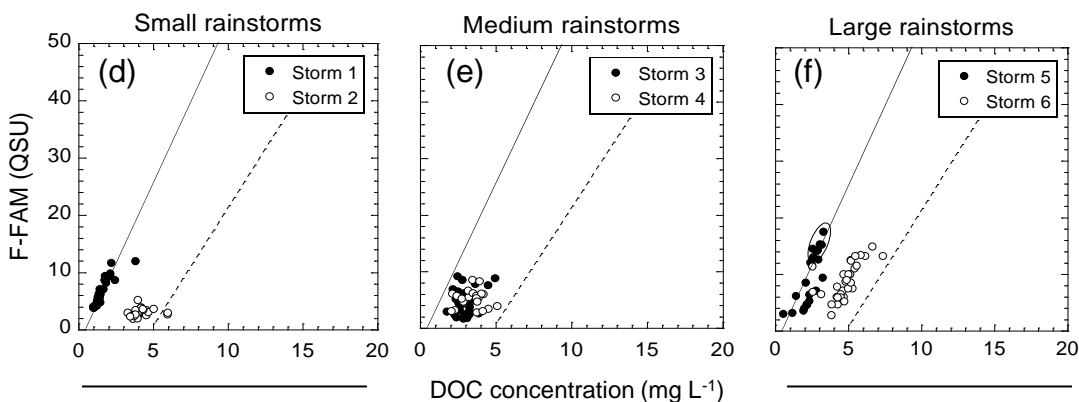 Small rainstorms
Medium rainstorms
Large rainstorms
(d)
Storm 1
Storm 2
(e)
Storm 3
Storm 4
(f)
Storm 5
Storm 6
F-FAM (QSU)
50
40
30
20
10
0
0 5 10 15 20
0 5 10 15 20
0 5 10 15 20
DOC concentration (mg L⁻¹)